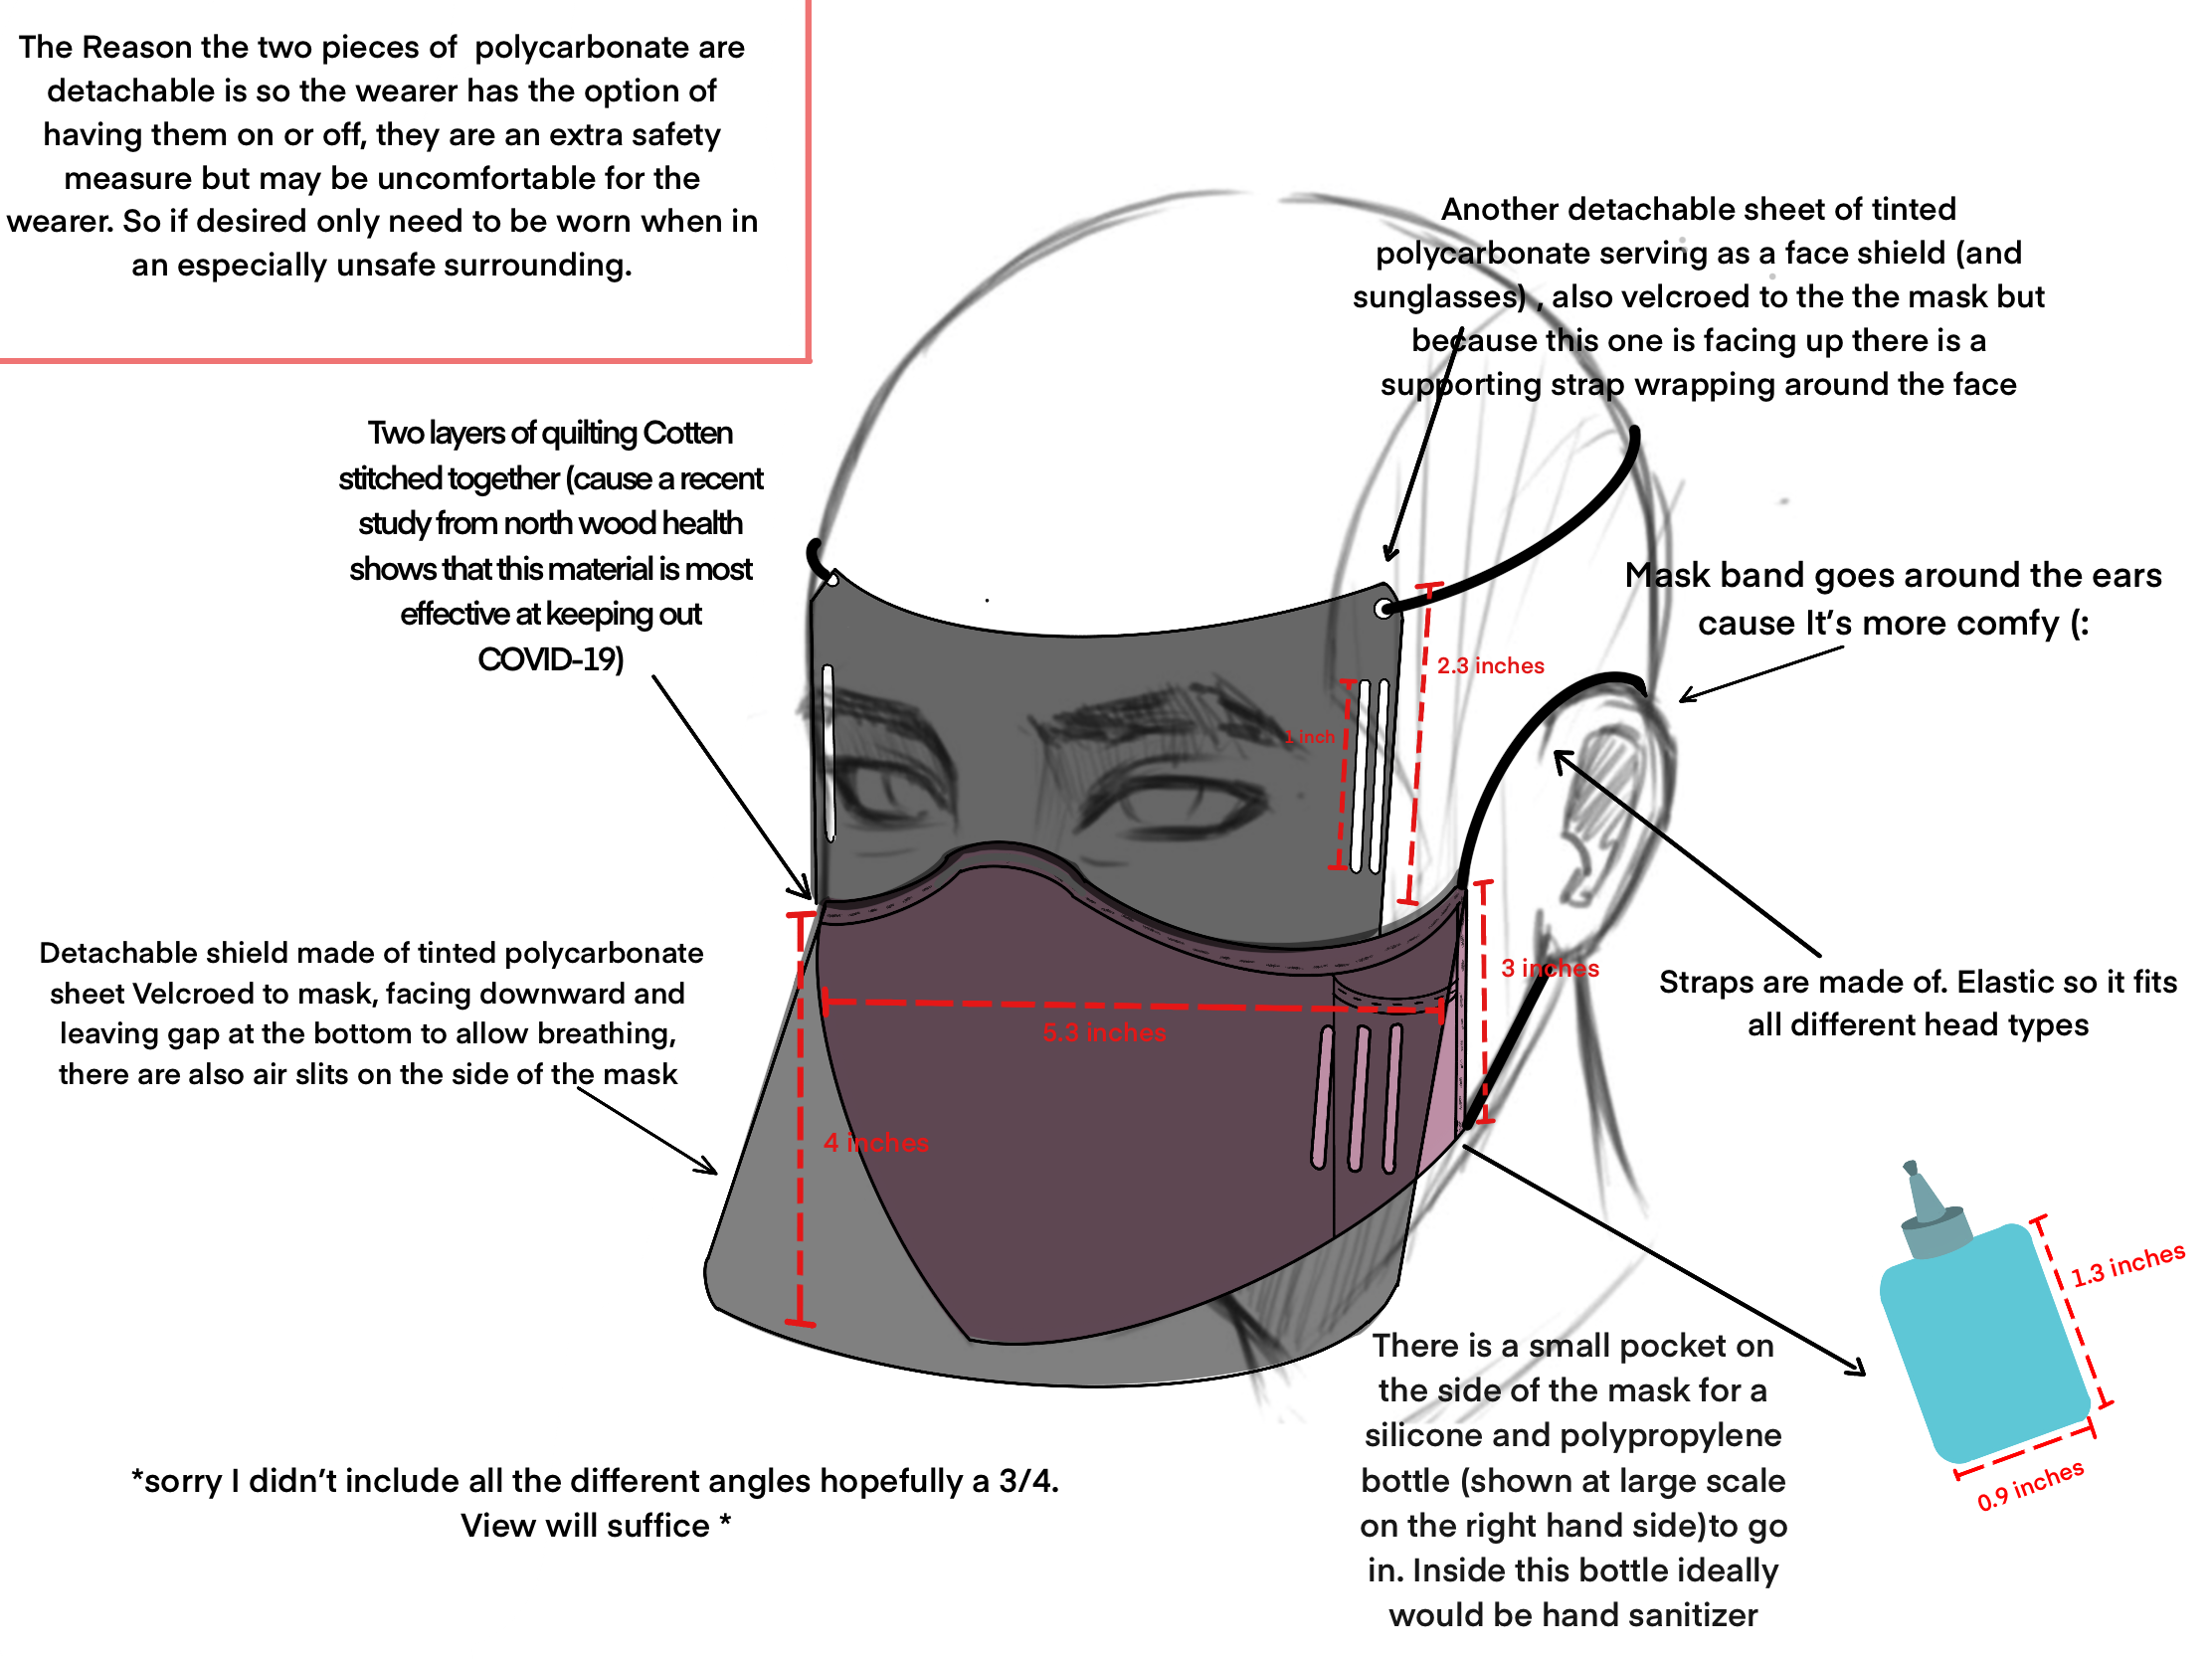 The Reason the two pieces of  polycarbonate are
detachable is so the wearer has the option of
having them on or off, they are an extra safety
measure but may be uncomfortable for the
wearer. So if desired only need to be worn when in
an especially unsafe surrounding.
Another detachable sheet of tinted
polycarbonate serving as a face shield (and
sunglasses) , also velcroed to the the mask but
because this one is facing up there is a
supporting strap wrapping around the face
Two layers of quilting Cotten
stitched together (cause a recent
study from north wood health
shows that this material is most
effective at keeping out
COVID-19)
Mask band goes around the ears
cause It's more comfy (:
2.3 inches
1 inch
Detachable shield made of tinted polycarbonate
sheet Velcroed to mask, facing downward and
leaving gap at the bottom to allow breathing,
there are also air slits on the side of the mask
3 inches
Straps are made of. Elastic so it fits
all different head types
5.3 inches
4 inches
1.3 inches
0.9 inches
There is a small pocket on
the side of the mask for a
silicone and polypropylene
bottle (shown at large scale
on the right hand side)to go
in. Inside this bottle ideally
would be hand sanitizer
*sorry I didn't include all the different angles hopefully a 3/4.
View will suffice *